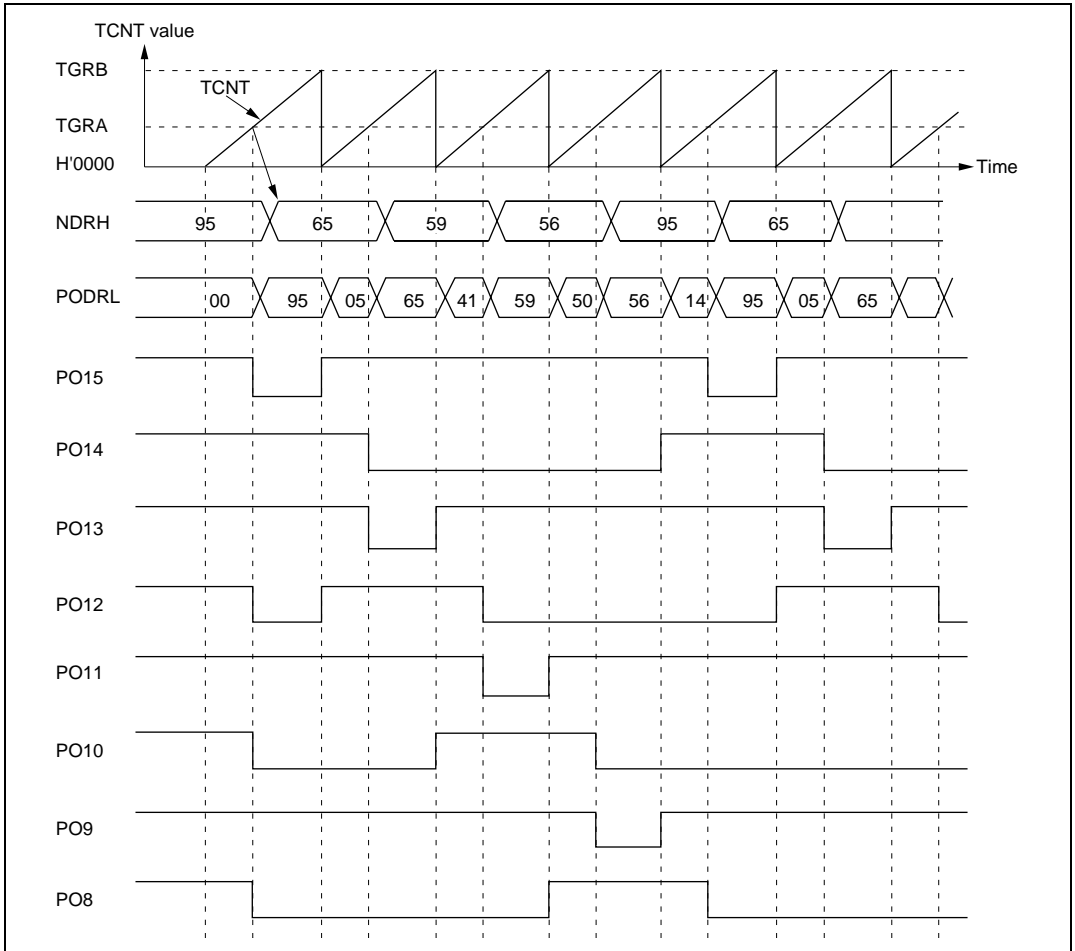 TCNT value
TGRB
TCNT
TGRA
H'0000
Time
NDRH 95 65 59 56 95 65
PODRL 00 95 05 65 41 59 50 56 14 95 05 65
PO15
PO14
PO13
PO12
PO11
PO10
PO9
PO8